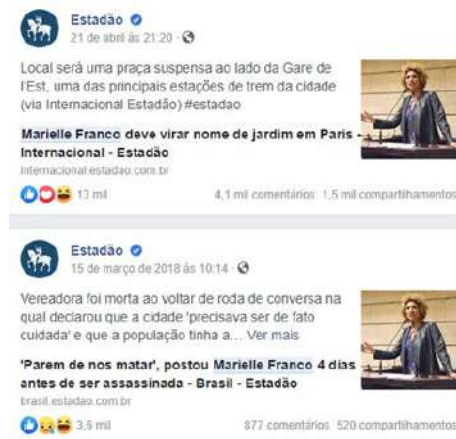 Estadão
21 de abril às 21:20
Local será uma praça suspensa ao lado da Gare de
l'Est, uma das principais estações de trem da cidade
(via Internacional Estadão) #estadao
Marielle Franco deve virar nome de jardim em Paris -
Internacional - Estadão
internacional.estadao.com.br
13 mil
4,1 mil comentários 1,5 mil compartilhamentos
Estadão
15 de março de 2018 às 10:14
Vereadora foi morta ao voltar de roda de conversa na
qual declarou que a cidade 'precisava ser de fato
cuidada' e que a população tinha a... Ver mais
'Parem de nos matar', postou Marielle Franco 4 dias
antes de ser assassinada - Brasil - Estadão
brasil.estadao.com.br
3,6 mil
877 comentários 520 compartilhamentos